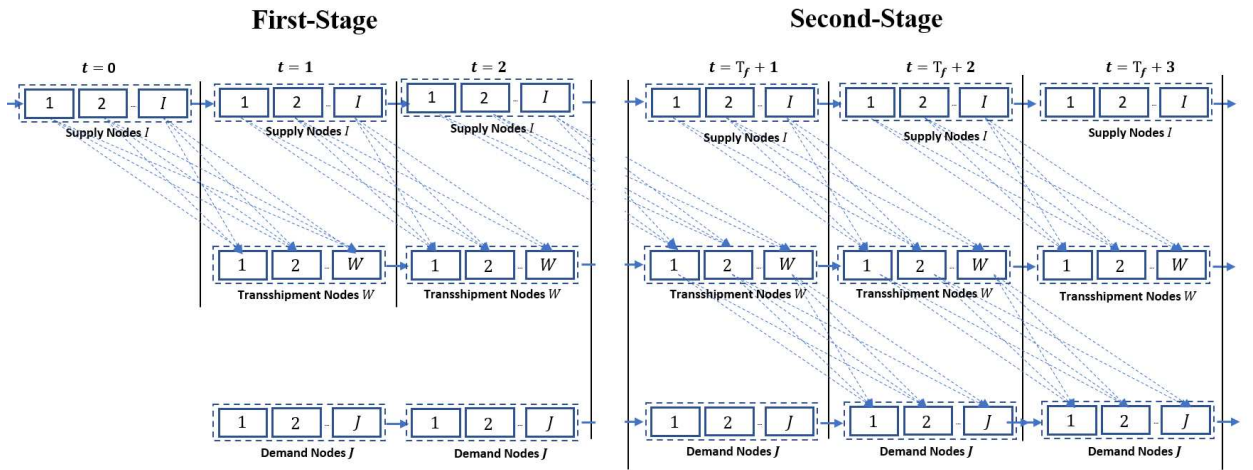 First-Stage
Second-Stage
t = 0
t = 1
t = 2
t = T_f + 1
t = T_f + 2
t = T_f + 3
1 2 ... I
1 2 ... I
1 2 ... I
1 2 ... I
1 2 ... I
1 2 ... I
Supply Nodes I
Supply Nodes I
Supply Nodes I
Supply Nodes I
Supply Nodes I
Supply Nodes I
1 2 ... W
1 2 ... W
1 2 ... W
1 2 ... W
1 2 ... W
Transshipment Nodes W
Transshipment Nodes W
Transshipment Nodes W
Transshipment Nodes W
Transshipment Nodes W
1 2 ... J
1 2 ... J
1 2 ... J
1 2 ... J
1 2 ... J
Demand Nodes J
Demand Nodes J
Demand Nodes J
Demand Nodes J
Demand Nodes J